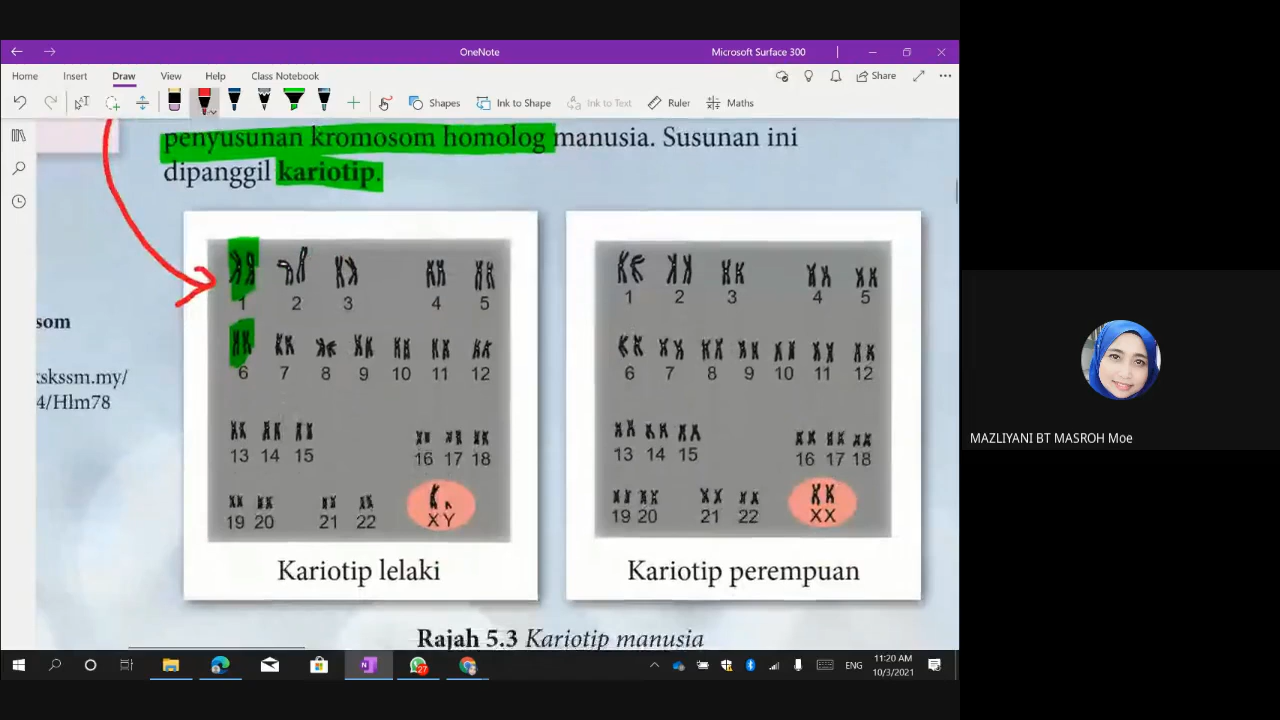 OneNote
Microsoft Surface 300
Home Insert Draw View Help Class Notebook
Share
Shapes Ink to Shape Ink to Text Ruler Maths
penyusunan kromosom homolog manusia. Susunan ini
dipanggil kariotip.
som
kskssm.my/
4/Hlm78
1 2 3 4 5
6 7 8 9 10 11 12
13 14 15 16 17 18
19 20 21 22 XY
Kariotip lelaki
1 2 3 4 5
6 7 8 9 10 11 12
13 14 15 16 17 18
19 20 21 22 XX
Kariotip perempuan
Rajah 5.3 Kariotip manusia
MAZLIYANI BT MASROH Moe
27
ENG
11:20 AM
10/3/2021